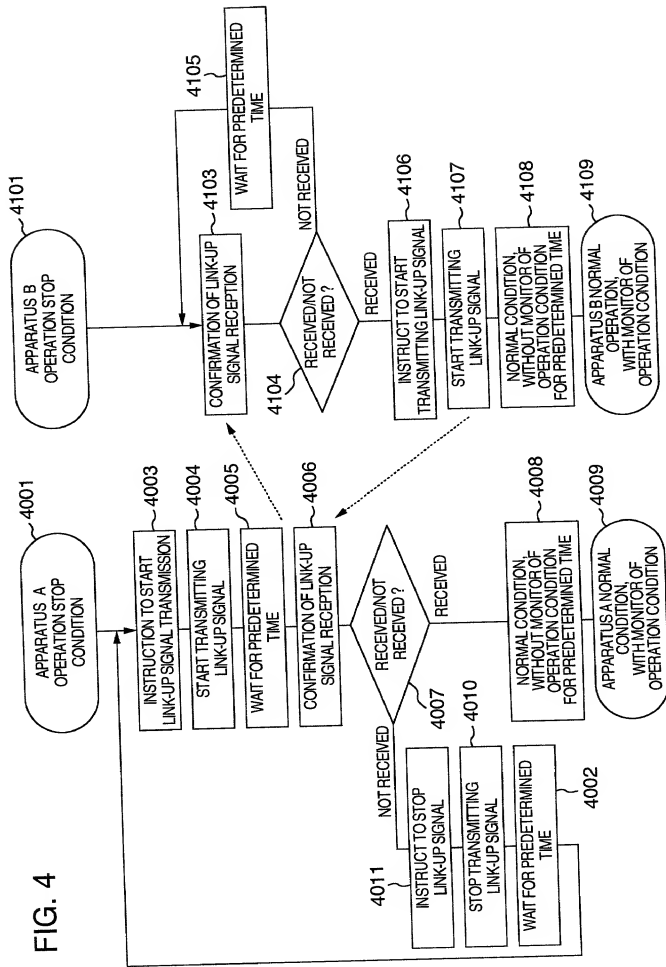 FIG. 4
4001
APPARATUS A
OPERATION STOP
CONDITION
4003
INSTRUCTION TO START
LINK-UP SIGNAL TRANSMISSION
4004
START TRANSMITTING
LINK-UP SIGNAL
4005
WAIT FOR PREDETERMINED
TIME
4006
CONFIRMATION OF LINK-UP
SIGNAL RECEPTION
RECEIVED/NOT
RECEIVED ?
4007
NOT RECEIVED
RECEIVED
4011
INSTRUCT TO STOP
LINK-UP SIGNAL
4010
STOP TRANSMITTING
LINK-UP SIGNAL
4002
WAIT FOR PREDETERMINED
TIME
4008
NORMAL CONDITION,
WITHOUT MONITOR OF
OPERATION CONDITION
FOR PREDETERMINED TIME
4009
APPARATUS A NORMAL
CONDITION,
WITH MONITOR OF
OPERATION CONDITION
4101
APPARATUS B
OPERATION STOP
CONDITION
4105
WAIT FOR PREDETERMINED
TIME
4103
CONFIRMATION OF LINK-UP
SIGNAL RECEPTION
4104
RECEIVED/NOT
RECEIVED ?
NOT RECEIVED
RECEIVED
4106
INSTRUCT TO START
TRANSMITTING LINK-UP SIGNAL
4107
START TRANSMITTING
LINK-UP SIGNAL
4108
NORMAL CONDITION,
WITHOUT MONITOR OF
OPERATION CONDITION
FOR PREDETERMINED TIME
4109
APPARATUS B NORMAL
OPERATION,
WITH MONITOR OF
OPERATION CONDITION